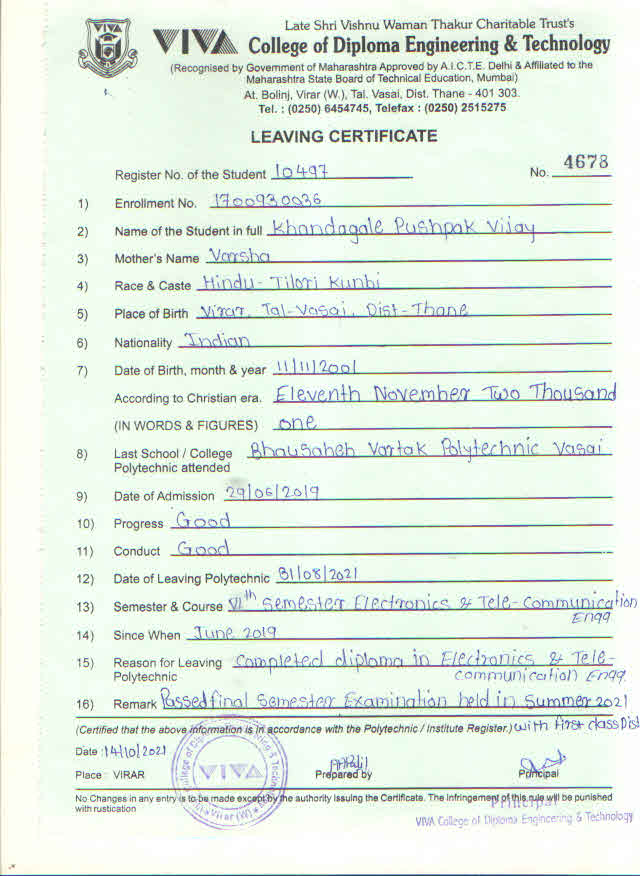 Late Shri Vishnu Waman Thakur Charitable Trust's
VIVA College of Diploma Engineering & Technology
(Recognised by Government of Maharashtra Approved by A.I.C.T.E. Delhi & Affiliated to the
Maharashtra State Board of Technical Education, Mumbai)
At. Bolinj, Virar (W.), Tal. Vasai, Dist. Thane - 401 303.
Tel. : (0250) 6454745, Telefax : (0250) 2515275
LEAVING CERTIFICATE
Register No. of the Student 10497 No. 4678
1) Enrollment No. 1700930036
2) Name of the Student in full Khandagale Pushpak Vijay
3) Mother's Name Varsha
4) Race & Caste Hindu - Tilori Kunbi
5) Place of Birth Virar, Tal-Vasai, Dist-Thane
6) Nationality Indian
7) Date of Birth, month & year 11/11/2001
According to Christian era. Eleventh November Two Thousand
(IN WORDS & FIGURES) one
8) Last School / College Bhausaheb Vartak Polytechnic Vasai
Polytechnic attended
9) Date of Admission 29/06/2019
10) Progress Good
11) Conduct Good
12) Date of Leaving Polytechnic 31/08/2021
13) Semester & Course VIth Semester Electronics & Tele-Communication
Engg
14) Since When June 2019
15) Reason for Leaving Completed diploma in Electronics & Tele-
Polytechnic communication Engg.
16) Remark Passed final Semester Examination held in Summer 2021
(Certified that the above information is in accordance with the Polytechnic / Institute Register.) with First class Dist
Date : 14/10/2021
Place : VIRAR Prepared by Principal
No Changes in any entry is to be made except by the authority issuing the Certificate. The infringement of this rule will be punished
with rustication
Principal
VIVA College of Diploma Engineering & Technology
VIVA
Virar (W)